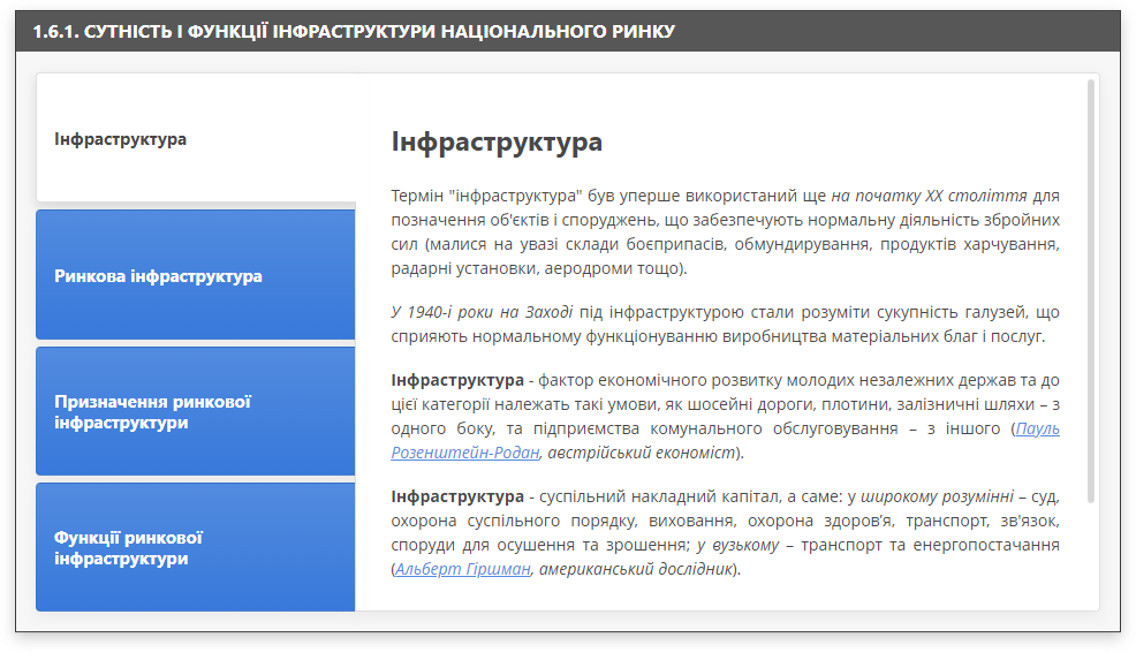 1.6.1. СУТНІСТЬ І ФУНКЦІЇ ІНФРАСТРУКТУРИ НАЦІОНАЛЬНОГО РИНКУ
Інфраструктура
Ринкова інфраструктура
Призначення ринкової
інфраструктури
Функції ринкової
інфраструктури
Інфраструктура
Термін "інфраструктура" був уперше використаний ще на початку XX століття для
позначення об'єктів і споруджень, що забезпечують нормальну діяльність збройних
сил (малися на увазі склади боєприпасів, обмундирування, продуктів харчування,
радарні установки, аеродроми тощо).
У 1940-і роки на Заході під інфраструктурою стали розуміти сукупність галузей, що
сприяють нормальному функціонуванню виробництва матеріальних благ і послуг.
Інфраструктура - фактор економічного розвитку молодих незалежних держав та до
цієї категорії належать такі умови, як шосейні дороги, плотини, залізничні шляхи – з
одного боку, та підприємства комунального обслуговування – з іншого (Пауль
Розенштейн-Родан, австрійський економіст).
Інфраструктура - суспільний накладний капітал, а саме: у широкому розумінні – суд,
охорона суспільного порядку, виховання, охорона здоров’я, транспорт, зв'язок,
споруди для осушення та зрошення; у вузькому – транспорт та енергопостачання
(Альберт Гіршман, американський дослідник).